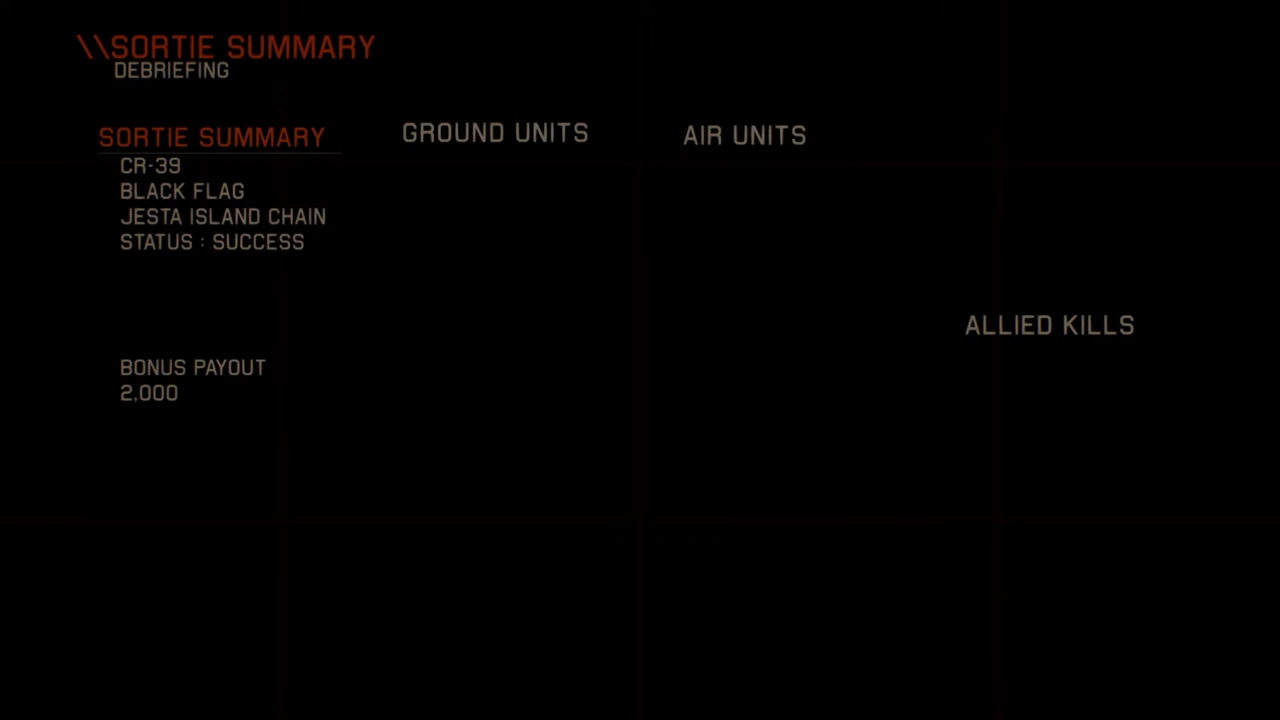 \\SORTIE SUMMARY
DEBRIEFING
SORTIE SUMMARY
CR-39
BLACK FLAG
JESTA ISLAND CHAIN
STATUS : SUCCESS
BONUS PAYOUT
2,000
GROUND UNITS
AIR UNITS
ALLIED KILLS